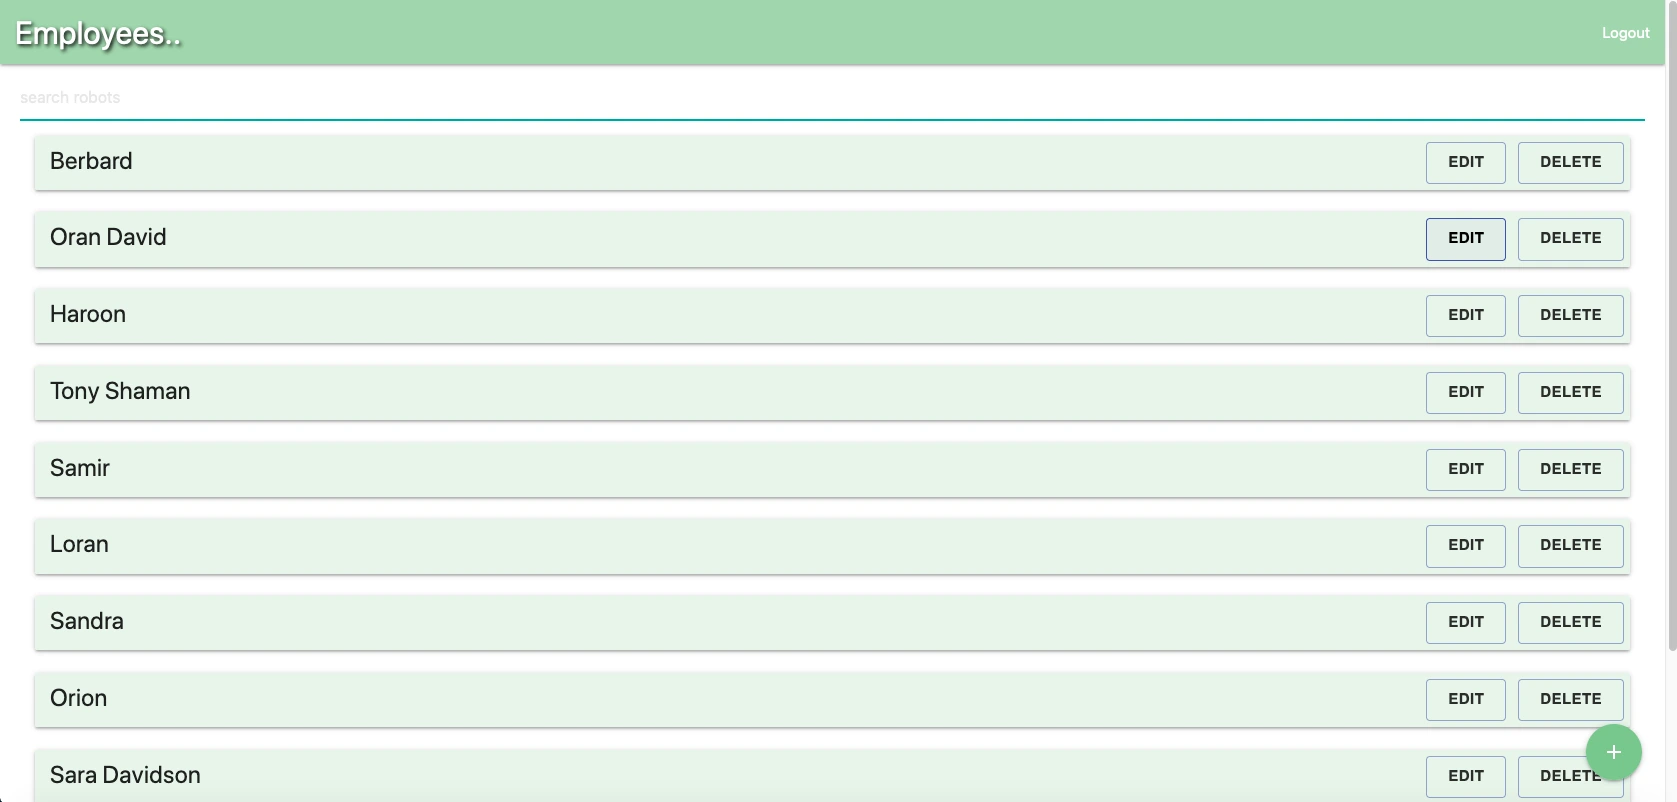 Employees..
Logout
search robots
Berbard EDIT DELETE
Oran David EDIT DELETE
Haroon EDIT DELETE
Tony Shaman EDIT DELETE
Samir EDIT DELETE
Loran EDIT DELETE
Sandra EDIT DELETE
Orion EDIT DELETE
+
Sara Davidson EDIT DELETE